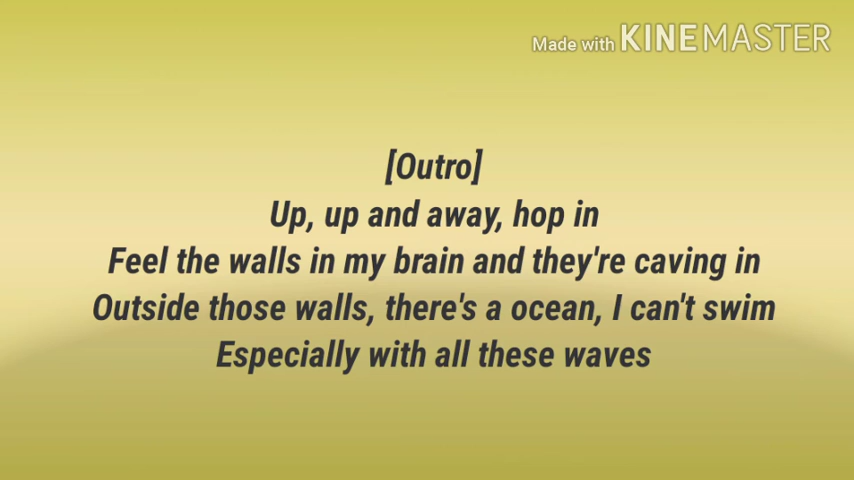 Made with KINEMASTER
[Outro]
Up, up and away, hop in
Feel the walls in my brain and they're caving in
Outside those walls, there's a ocean, I can't swim
Especially with all these waves